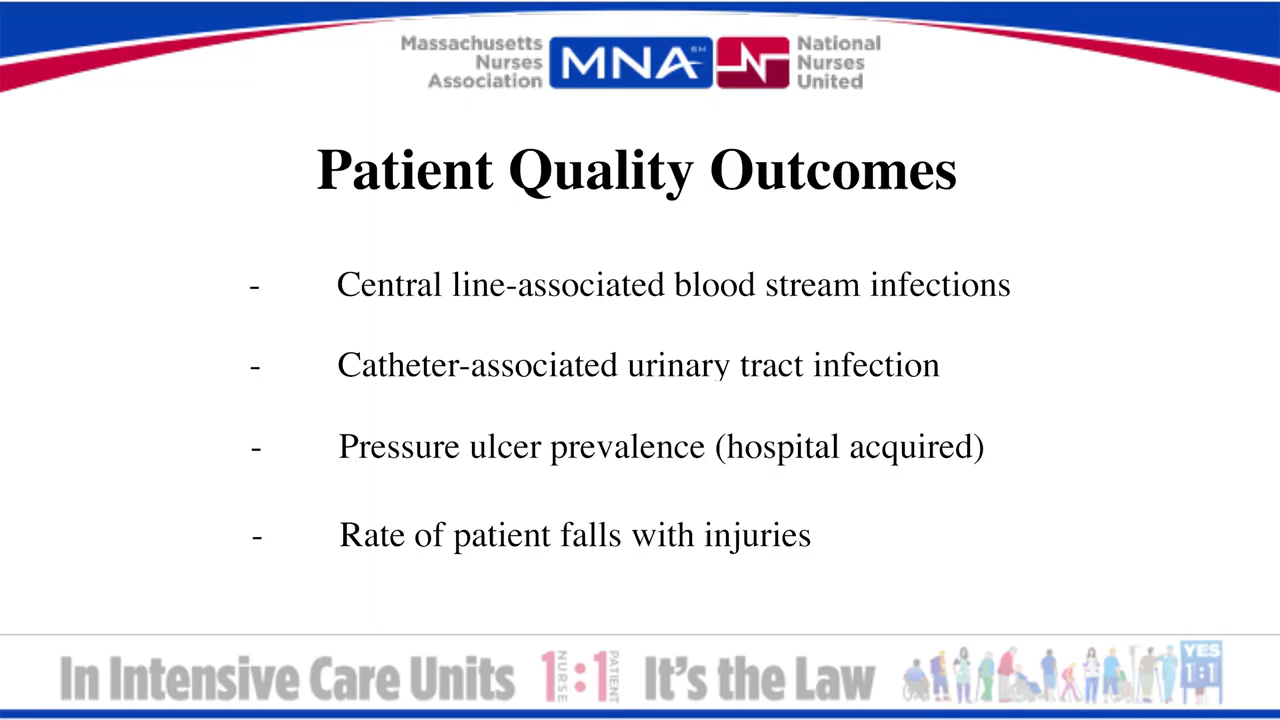 Massachusetts
Nurses
Association
MNA SM
National
Nurses
United
Patient Quality Outcomes
- Central line-associated blood stream infections
- Catheter-associated urinary tract infection
- Pressure ulcer prevalence (hospital acquired)
- Rate of patient falls with injuries
In Intensive Care Units 1:1 It's the Law
NURSE
PATIENT
YES
1:1